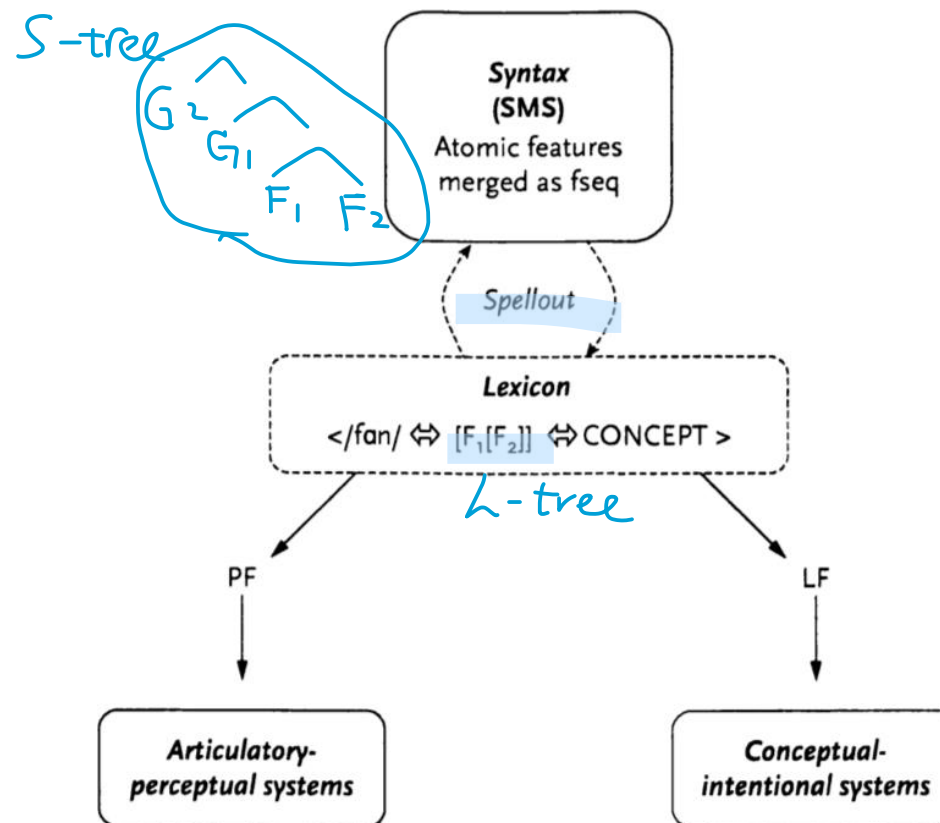 S-tree
G2
G1
F1 F2
Syntax
(SMS)
Atomic features
merged as fseq
Spellout
Lexicon
</fan/ ⇔ [F₁[F₂]] ⇔ CONCEPT >
L-tree
PF
LF
Articulatory-
perceptual systems
Conceptual-
intentional systems